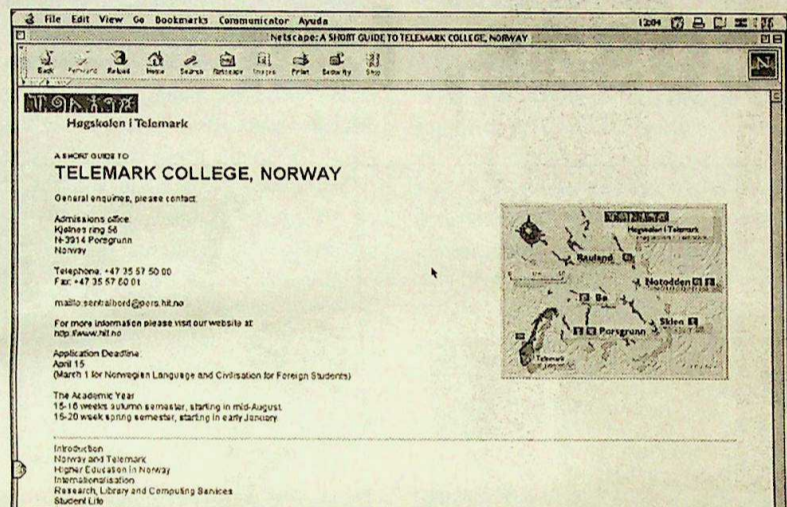 File Edit View Go Bookmarks Communicator Ayuda 12:04
Netscape: A SHORT GUIDE TO TELEMARK COLLEGE, NORWAY
Back Forward Reload Home Search Netscape Images Print Security Stop
N
Høgskolen i Telemark
A SHORT GUIDE TO
TELEMARK COLLEGE, NORWAY
General enquiries, please contact:
Admissions office:
Kjølnes ring 56
N-3914 Porsgrunn
Norway
Telephone: +47 35 57 50 00
Fax: +47 35 57 50 01
mailto:sentralbord@pors.hit.no
For more information please visit our website at:
http://www.hit.no
Application Deadline:
April 15
(March 1 for Norwegian Language and Civilisation for Foreign Students)
The Academic Year
15-16 weeks autumn semester, starting in mid-August
15-20 week spring semester, starting in early January
Høgskolen i Telemark
Rauland
Notodden
Bø
Skien
Porsgrunn
Telemark
Introduction
Norway and Telemark
Higher Education in Norway
Internationalisation
Research, Library and Computing Services
Student Life